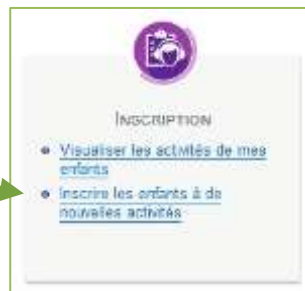 INSCRIPTION
Visualiser les activités de mes
enfants
Inscrire les enfants à de
nouvelles activités